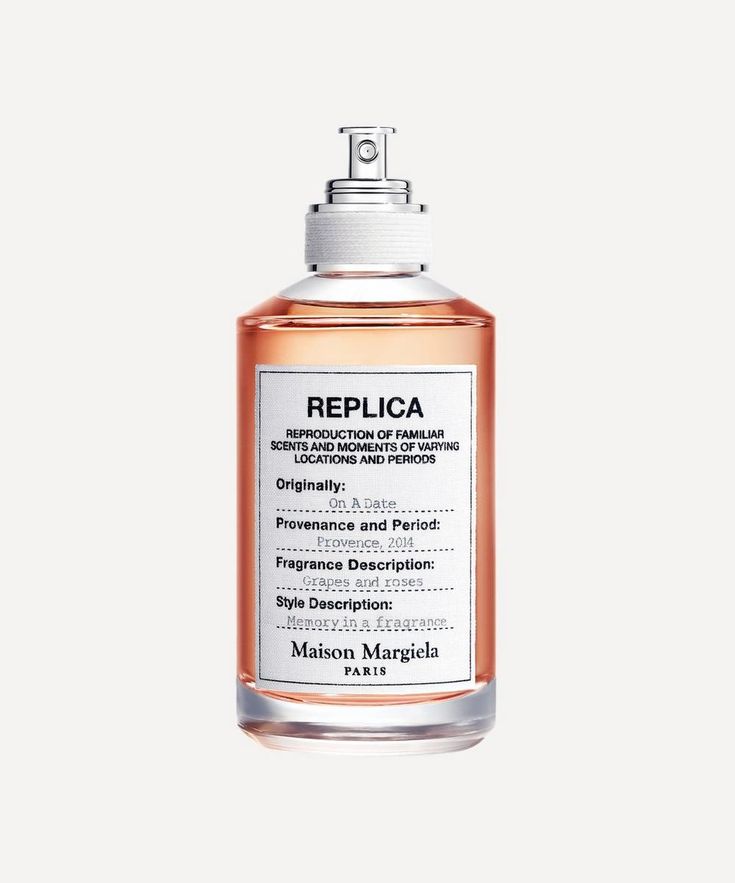 REPLICA
REPRODUCTION OF FAMILIAR
SCENTS AND MOMENTS OF VARYING
LOCATIONS AND PERIODS
Originally:
On A Date
Provenance and Period:
Provence, 2014
Fragrance Description:
Grapes and roses
Style Description:
Memory in a fragrance
Maison Margiela
PARIS